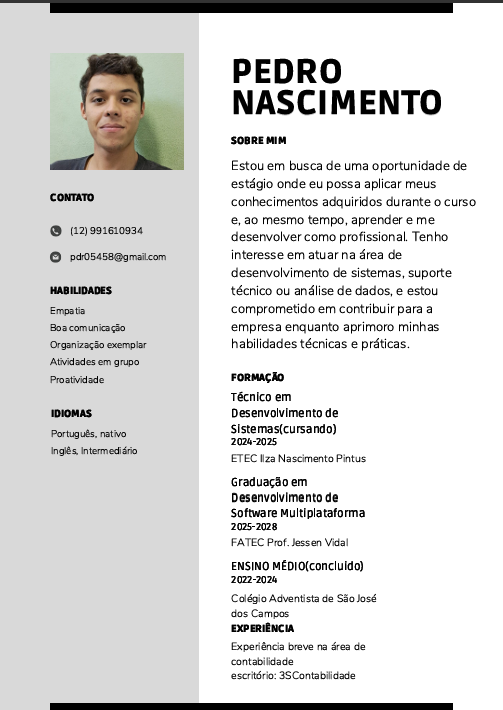 PEDRO
NASCIMENTO
SOBRE MIM
Estou em busca de uma oportunidade de
estágio onde eu possa aplicar meus
conhecimentos adquiridos durante o curso
e, ao mesmo tempo, aprender e me
desenvolver como profissional. Tenho
interesse em atuar na área de
desenvolvimento de sistemas, suporte
técnico ou análise de dados, e estou
comprometido em contribuir para a
empresa enquanto aprimoro minhas
habilidades técnicas e práticas.
CONTATO
(12) 991610934
pdr05458@gmail.com
HABILIDADES
Empatia
Boa comunicação
Organização exemplar
Atividades em grupo
Proatividade
IDIOMAS
Português, nativo
Inglês, Intermediário
FORMAÇÃO
Técnico em
Desenvolvimento de
Sistemas(cursando)
2024-2025
ETEC Ilza Nascimento Pintus
Graduação em
Desenvolvimento de
Software Multiplataforma
2025-2028
FATEC Prof. Jessen Vidal
ENSINO MÉDIO(concluido)
2022-2024
Colégio Adventista de São José
dos Campos
EXPERIÊNCIA
Experiência breve na área de
contabilidade
escritório: 3SContabilidade